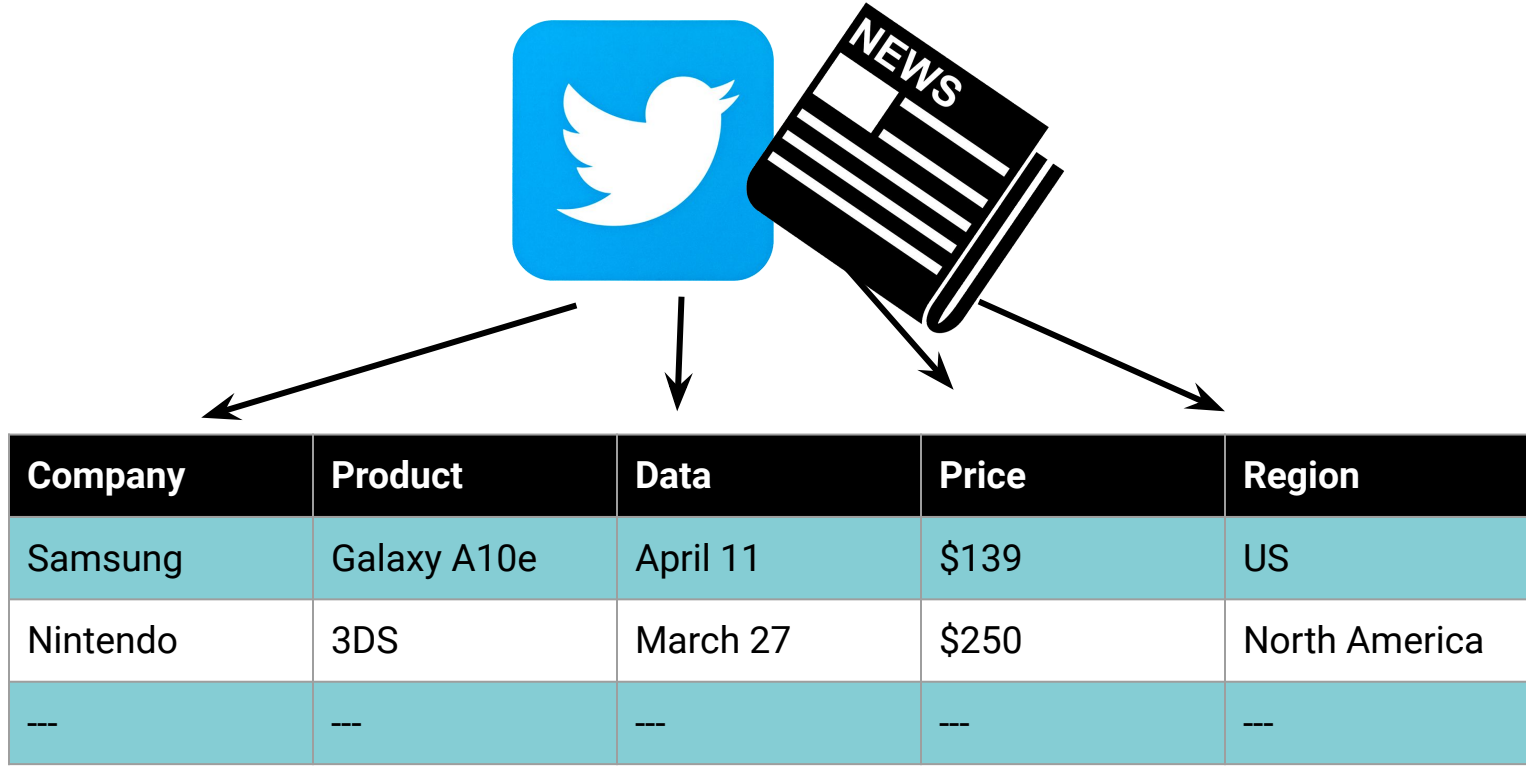 NEWS
Company Product Data Price Region
Samsung Galaxy A10e April 11 $139 US
Nintendo 3DS March 27 $250 North America
--- --- --- --- ---